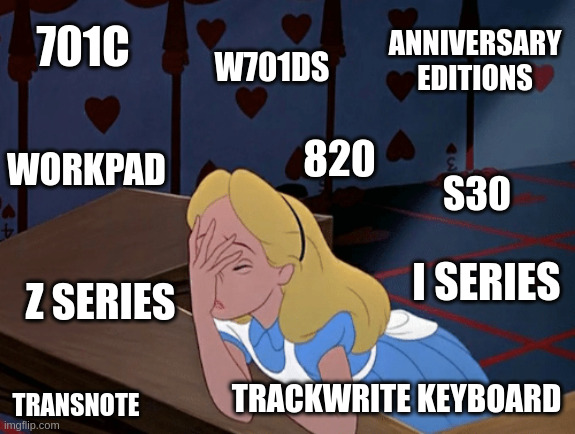 701C
W701DS
ANNIVERSARY
EDITIONS
WORKPAD
820
S30
Z SERIES
I SERIES
TRANSNOTE
TRACKWRITE KEYBOARD
imgflip.com